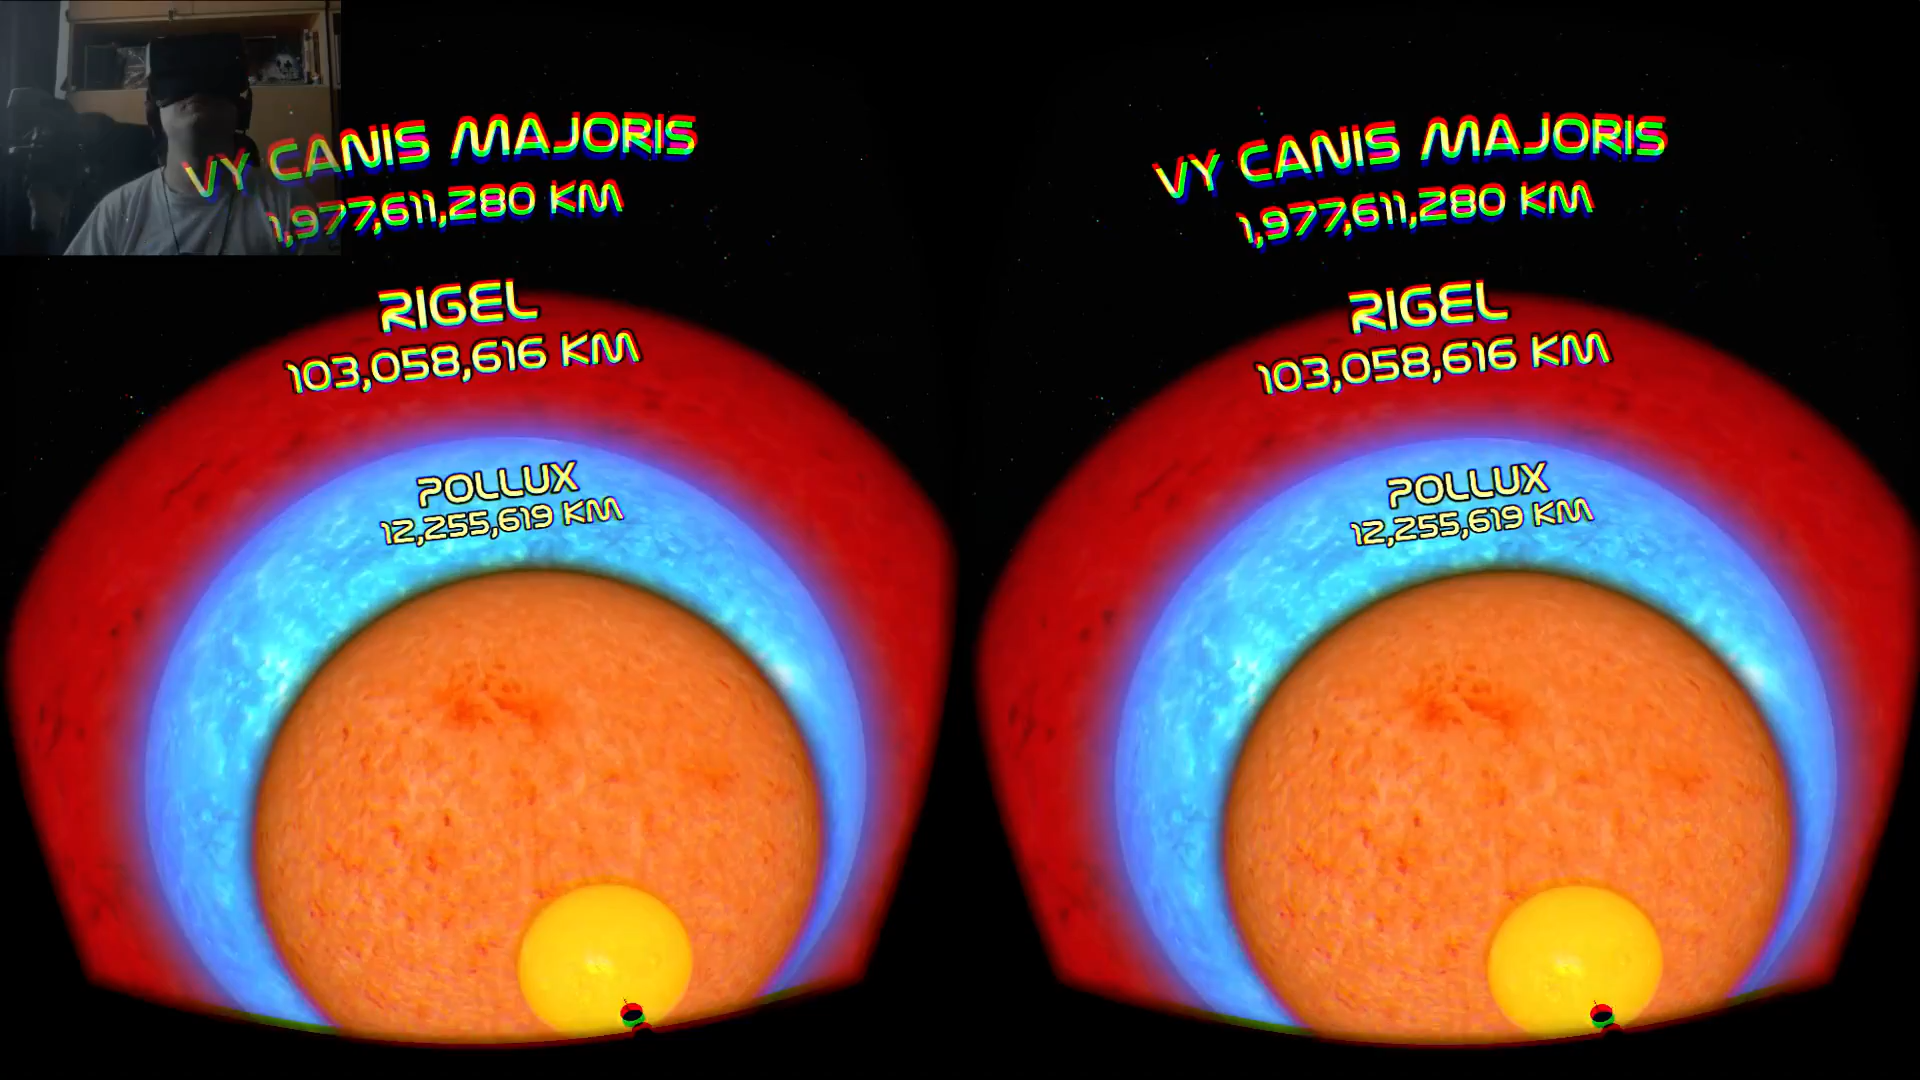 VY CANIS MAJORIS
1,977,611,280 KM
RIGEL
103,058,616 KM
POLLUX
12,255,619 KM
VY CANIS MAJORIS
1,977,611,280 KM
RIGEL
103,058,616 KM
POLLUX
12,255,619 KM